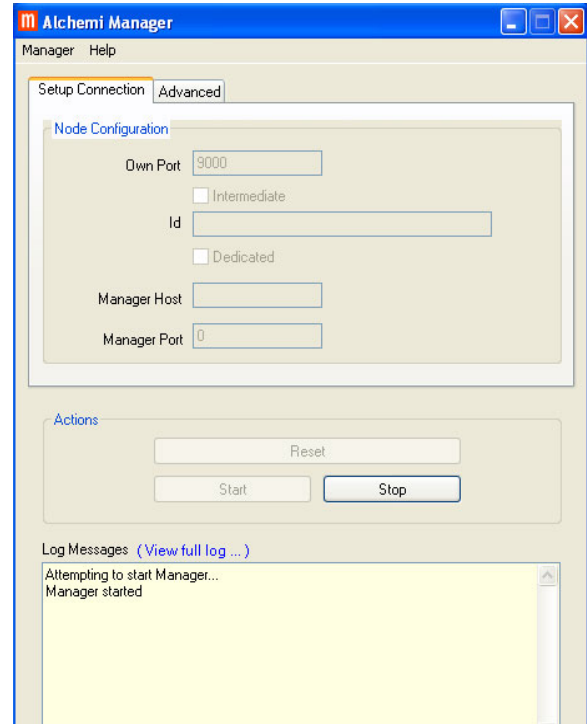 Alchemi Manager
Manager Help
Setup Connection Advanced
Node Configuration
Own Port 9000
Intermediate
Id
Dedicated
Manager Host
Manager Port 0
Actions
Reset
Start Stop
Log Messages (View full log ...)
Attempting to start Manager...
Manager started